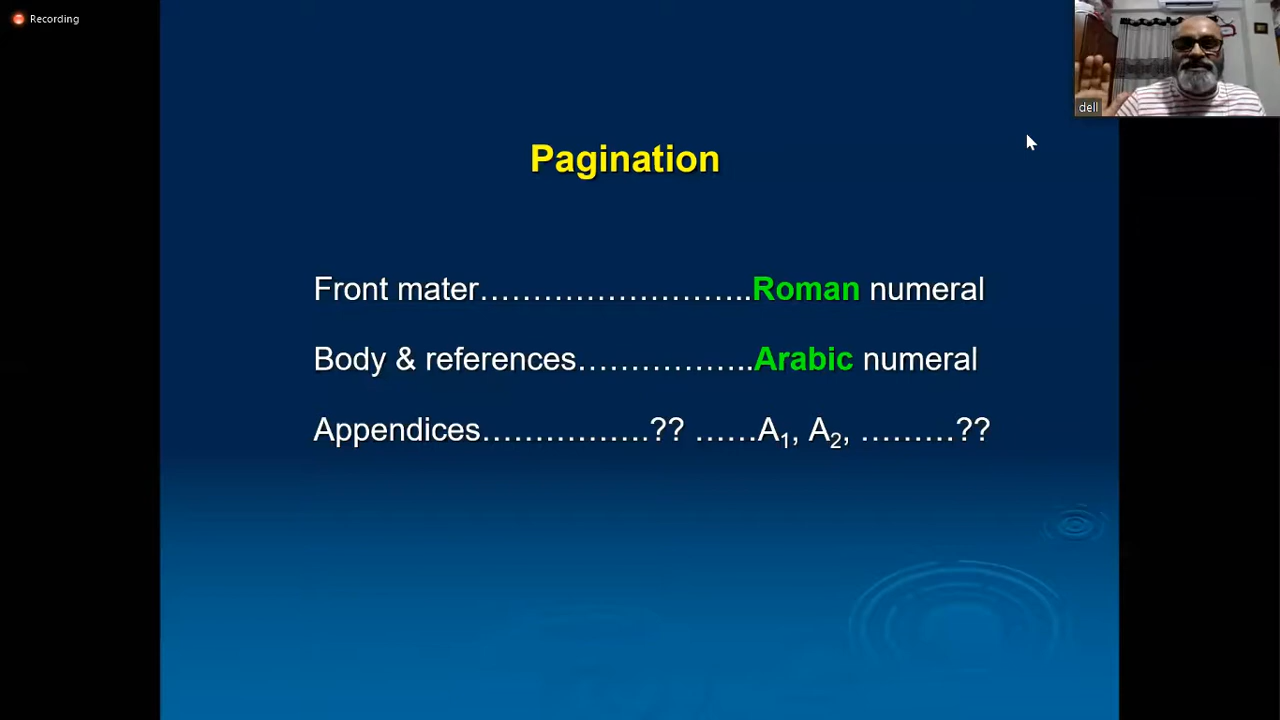 Recording
dell
Pagination
Front mater……………………….. Roman numeral
Body & references…………….. Arabic numeral
Appendices…………….?? ……A1, A2, ………??